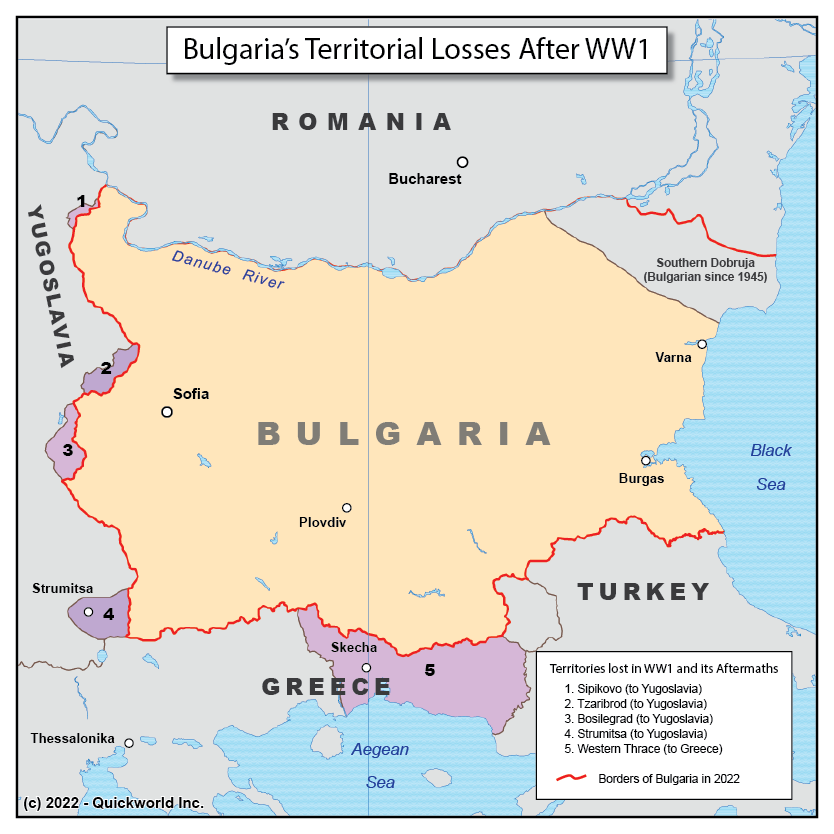 Bulgaria's Territorial Losses After WW1
ROMANIA
Bucharest
1
YUGOSLAVIA
Danube River
Southern Dobruja
(Bulgarian since 1945)
Varna
2
Sofia
BULGARIA
3
Black
Sea
Burgas
Plovdiv
Strumitsa
4
TURKEY
Skecha
5
GREECE
Thessalonika
Aegean
Sea
Territories lost in WW1 and its Aftermaths
1. Sipikovo (to Yugoslavia)
2. Tzaribrod (to Yugoslavia)
3. Bosilegrad (to Yugoslavia)
4. Strumitsa (to Yugoslavia)
5. Western Thrace (to Greece)
Borders of Bulgaria in 2022
(c) 2022 - Quickworld Inc.